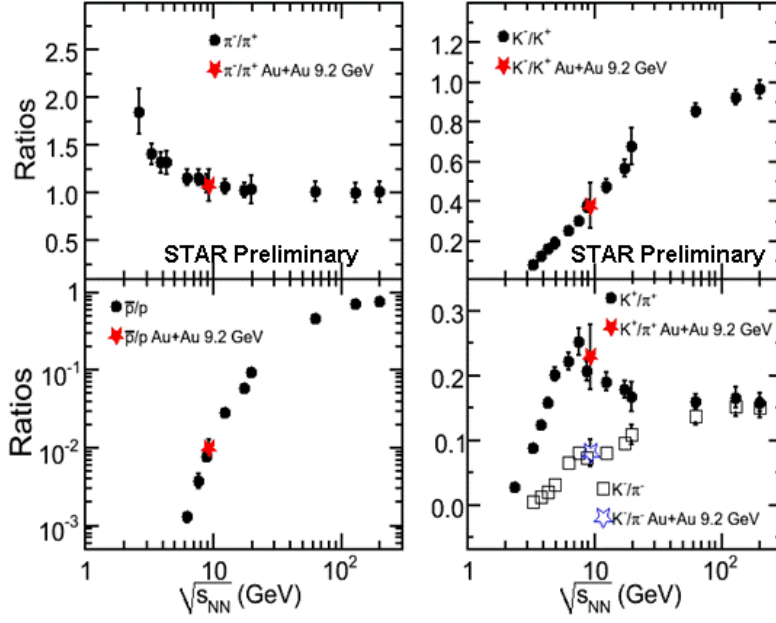 π⁻/π⁺
π⁻/π⁺ Au+Au 9.2 GeV
Ratios
2.5
2.0
1.5
1.0
0.5
STAR Preliminary
K⁻/K⁺
K⁻/K⁺ Au+Au 9.2 GeV
1.2
1.0
0.8
0.6
0.4
0.2
STAR Preliminary
p̅/p
p̅/p Au+Au 9.2 GeV
Ratios
1
10⁻¹
10⁻²
10⁻³
1 10 10²
√s_NN (GeV)
K⁺/π⁺
K⁺/π⁺ Au+Au 9.2 GeV
0.3
0.2
0.1
0.0
K⁻/π⁻
K⁻/π⁻ Au+Au 9.2 GeV
1 10 10²
√s_NN (GeV)